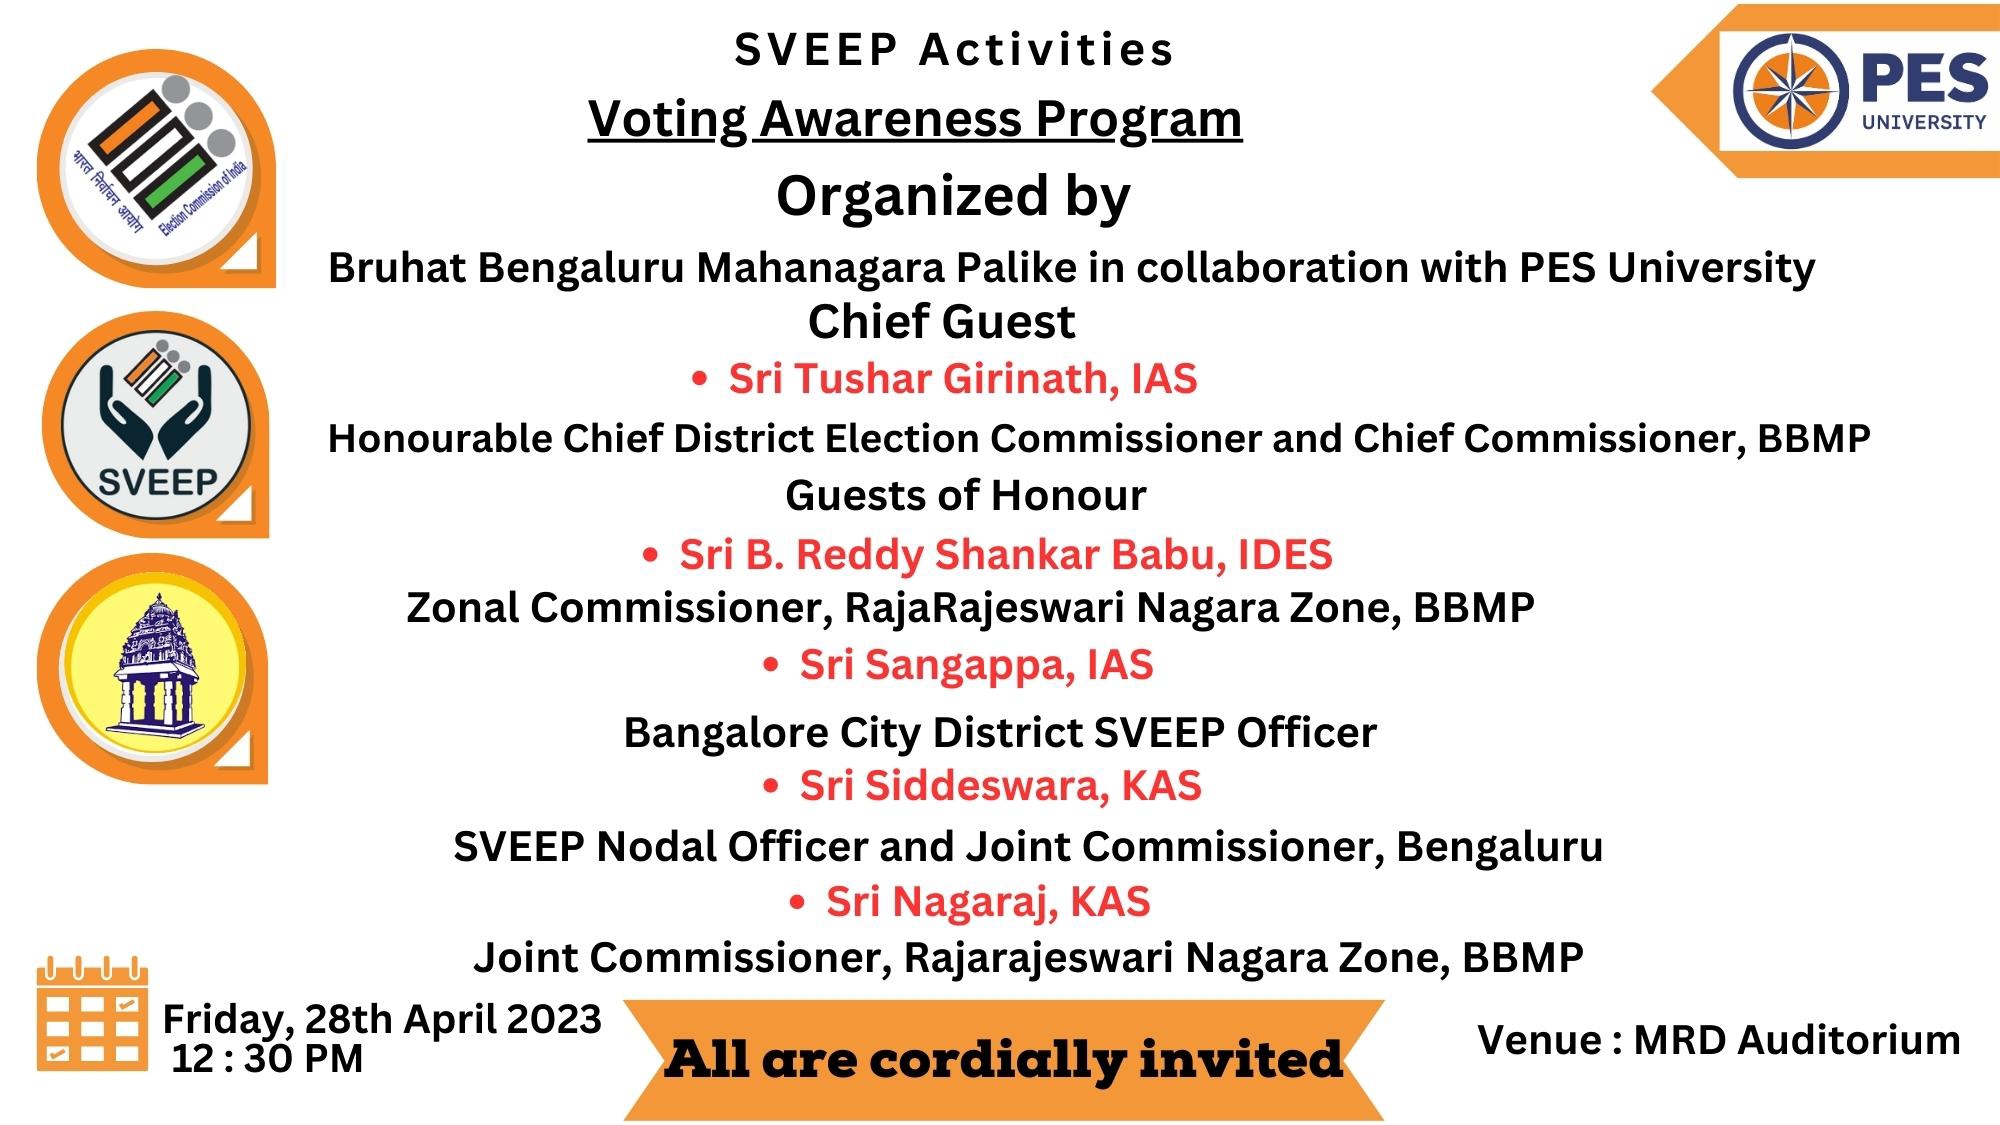 SVEEP Activities
Voting Awareness Program
Organized by
Bruhat Bengaluru Mahanagara Palike in collaboration with PES University
Chief Guest
• Sri Tushar Girinath, IAS
Honourable Chief District Election Commissioner and Chief Commissioner, BBMP
Guests of Honour
• Sri B. Reddy Shankar Babu, IDES
Zonal Commissioner, RajaRajeswari Nagara Zone, BBMP
• Sri Sangappa, IAS
Bangalore City District SVEEP Officer
• Sri Siddeswara, KAS
SVEEP Nodal Officer and Joint Commissioner, Bengaluru
• Sri Nagaraj, KAS
Joint Commissioner, Rajarajeswari Nagara Zone, BBMP
Friday, 28th April 2023
12 : 30 PM
All are cordially invited
Venue : MRD Auditorium
भारत निर्वाचन आयोग
Election Commission of India
SVEEP
PES
UNIVERSITY